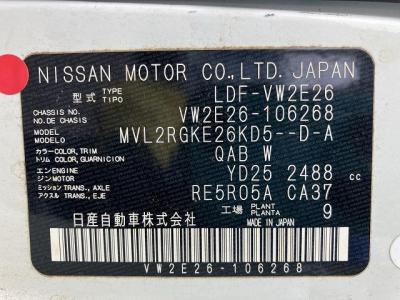 NISSAN MOTOR CO.,LTD. JAPAN
型式 TYPE TIPO LDF-VW2E26
CHASSIS NO. CHASSIS NO. VW2E26-106268
MODEL MODELO MVL2RGKE26KD5--D-A
カラー COLOR, TRIM トリム COLOR, GUARNICION QAB W
エンジン ENGINE MOTOR YD25 2488 cc
ミッション TRANS., AXLE アクスル TRANS., EJE RE5R05A CA37
工場 PLANT PLANTA 9
日産自動車株式会社 MADE IN JAPAN
VW2E26-106268